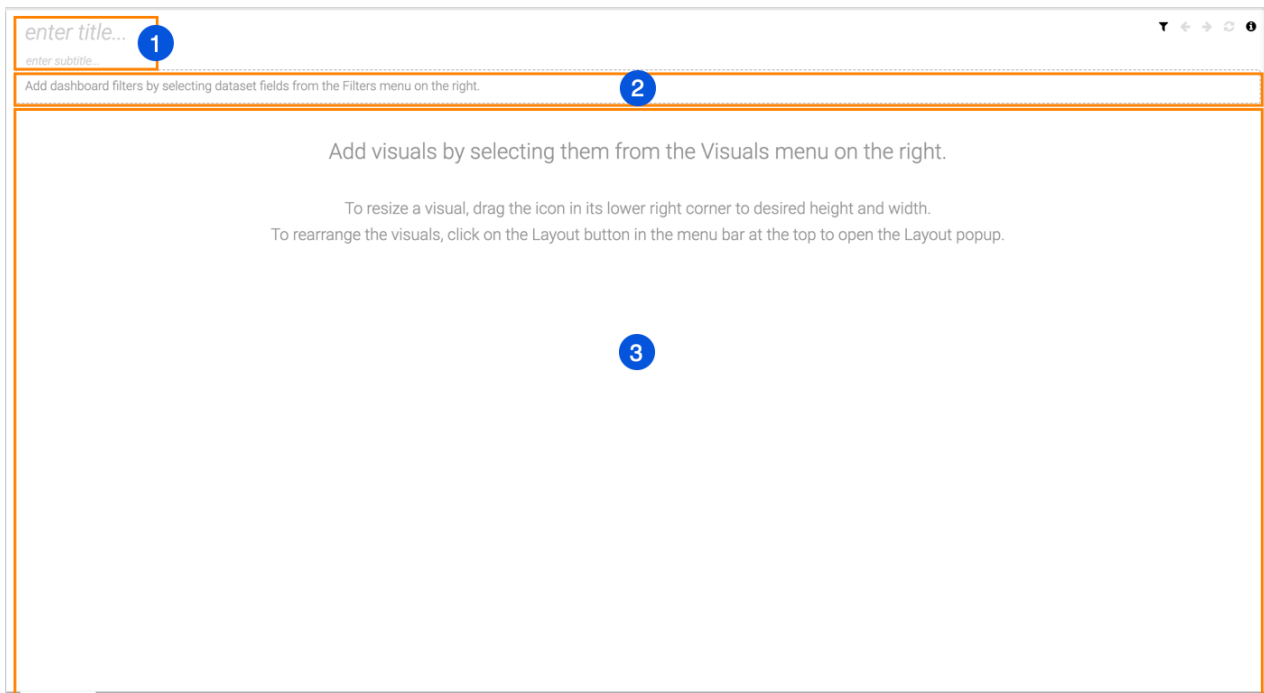 enter title...
1
enter subtitle...
Add dashboard filters by selecting dataset fields from the Filters menu on the right.
2
Add visuals by selecting them from the Visuals menu on the right.
To resize a visual, drag the icon in its lower right corner to desired height and width.
To rearrange the visuals, click on the Layout button in the menu bar at the top to open the Layout popup.
3